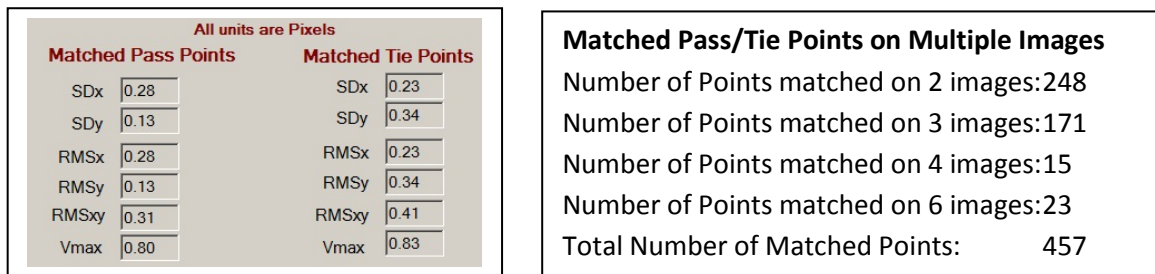 All units are Pixels
Matched Pass Points Matched Tie Points
SDx 0.28 SDx 0.23
SDy 0.13 SDy 0.34
RMSx 0.28 RMSx 0.23
RMSy 0.13 RMSy 0.34
RMSxy 0.31 RMSxy 0.41
Vmax 0.80 Vmax 0.83
Matched Pass/Tie Points on Multiple Images
Number of Points matched on 2 images:248
Number of Points matched on 3 images:171
Number of Points matched on 4 images:15
Number of Points matched on 6 images:23
Total Number of Matched Points: 457